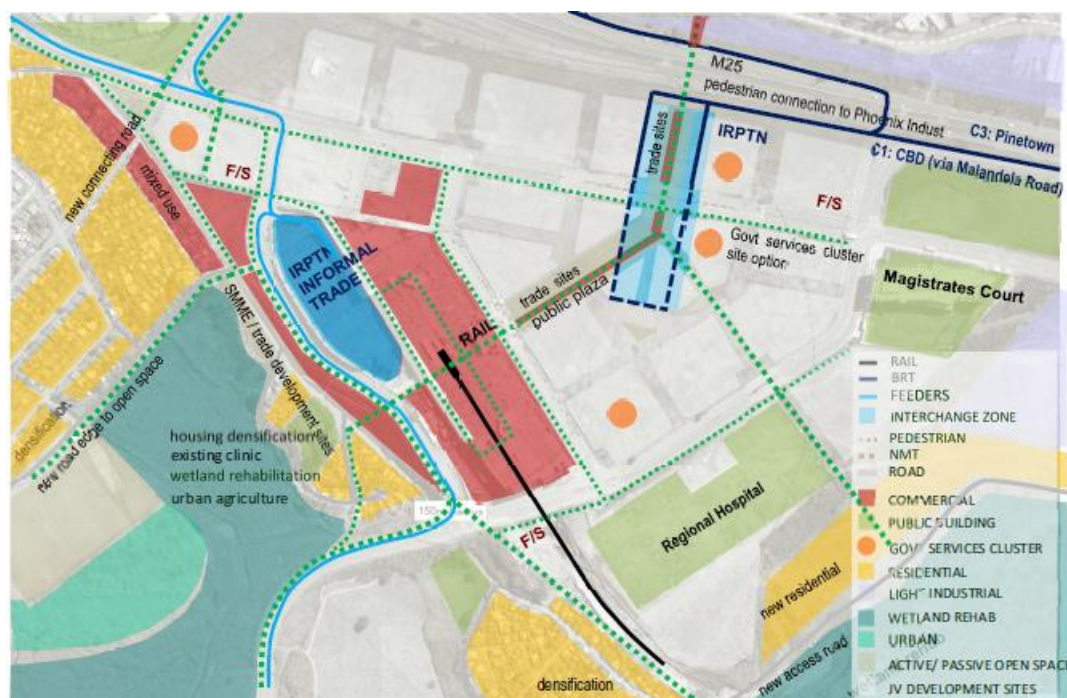 M25
pedestrian connection to Phoenix Indust
C3: Pinetown
C1: CBD (via Malandela Road)
IRPTN
trade sites
F/S
new connecting road
mixed use
F/S
IRPTN
INFORMAL
TRADE
Govt services cluster
site option
Magistrates Court
trade sites
public plaza
RAIL
SMME / trade development sites
densification
new road edge to open space
housing densification
existing clinic
wetland rehabilitation
urban agriculture
150
F/S
Regional Hospital
new residential
new access road
densification
RAIL
BRT
FEEDERS
INTERCHANGE ZONE
PEDESTRIAN
NMT
ROAD
COMMERCIAL
PUBLIC BUILDING
GOVT SERVICES CLUSTER
RESIDENTIAL
LIGHT INDUSTRIAL
WETLAND REHAB
URBAN
ACTIVE/ PASSIVE OPEN SPACE
JV DEVELOPMENT SITES